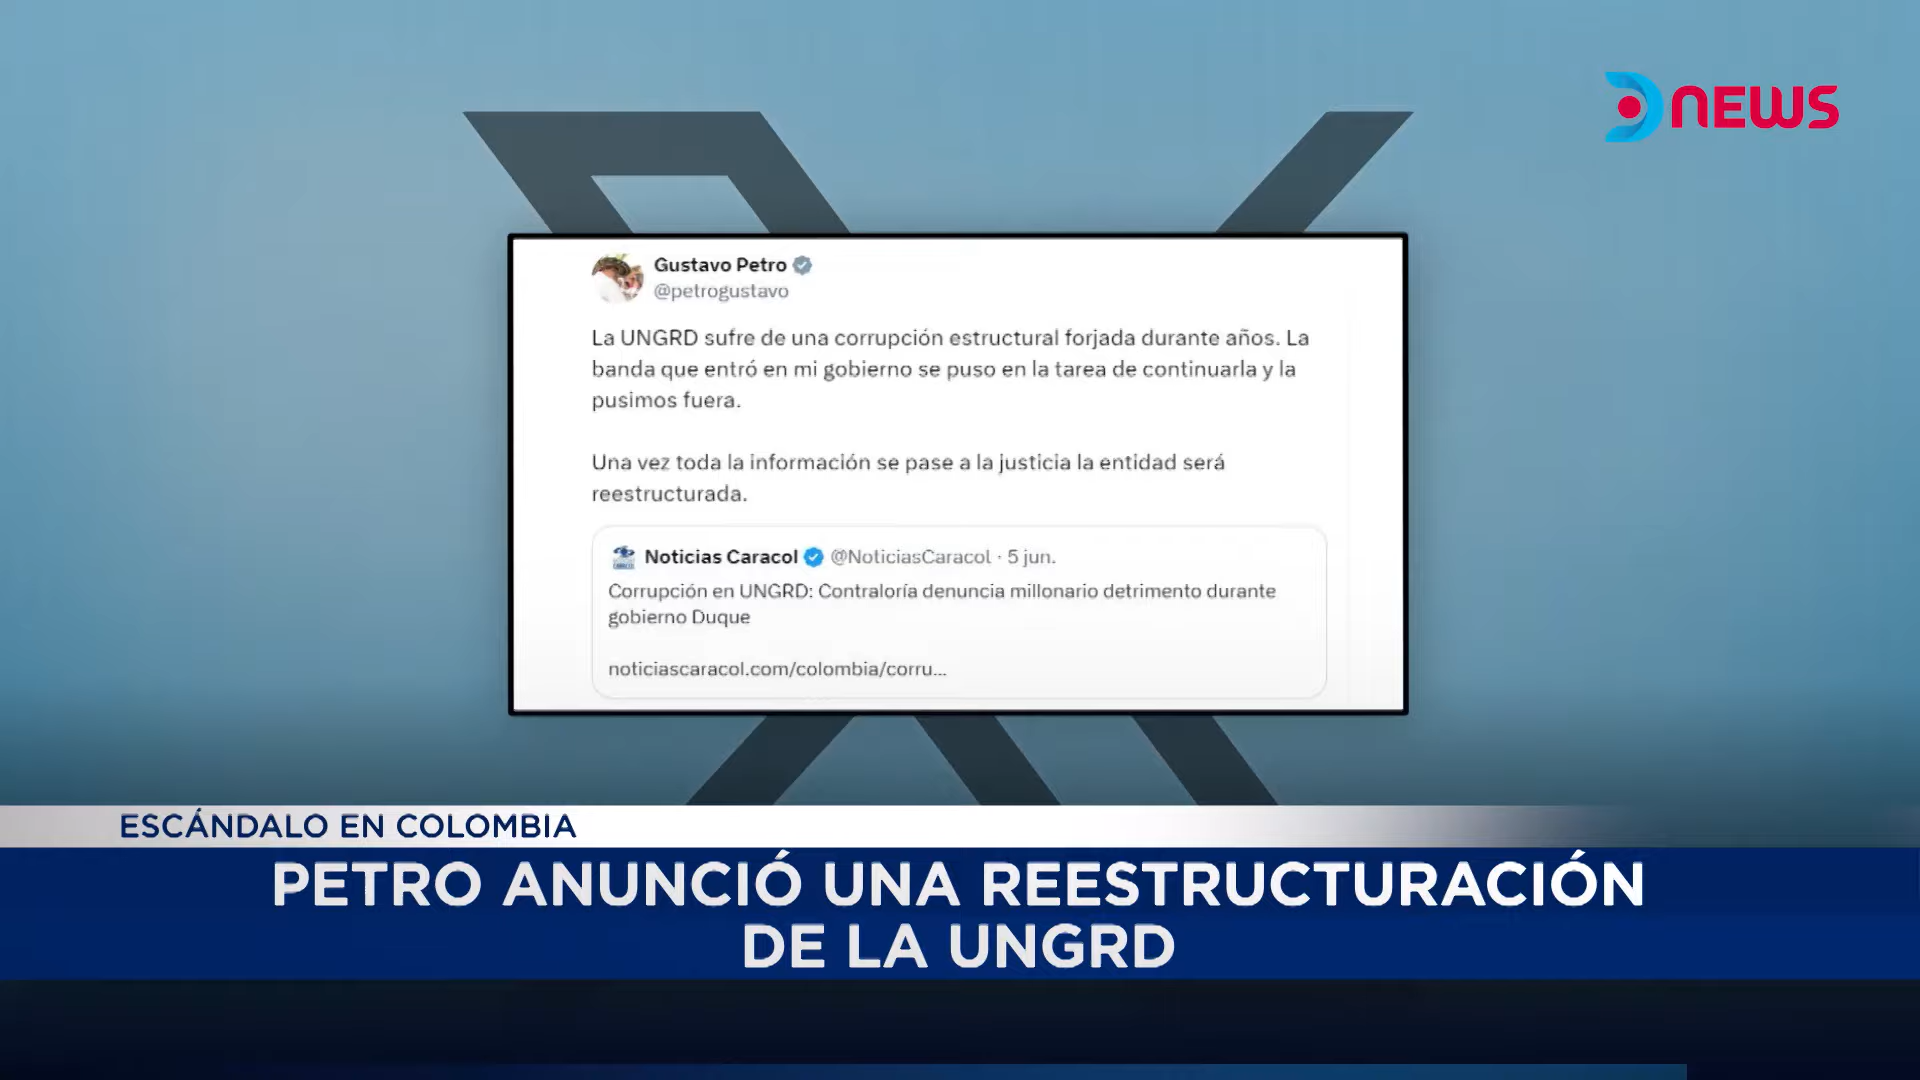 NEWS
Gustavo Petro
@petrogustavo
La UNGRD sufre de una corrupción estructural forjada durante años. La
banda que entró en mi gobierno se puso en la tarea de continuarla y la
pusimos fuera.
Una vez toda la información se pase a la justicia la entidad será
reestructurada.
Noticias Caracol @NoticiasCaracol · 5 jun.
Corrupción en UNGRD: Contraloría denuncia millonario detrimento durante
gobierno Duque
noticiascaracol.com/colombia/corru...
ESCÁNDALO EN COLOMBIA
PETRO ANUNCIÓ UNA REESTRUCTURACIÓN
DE LA UNGRD